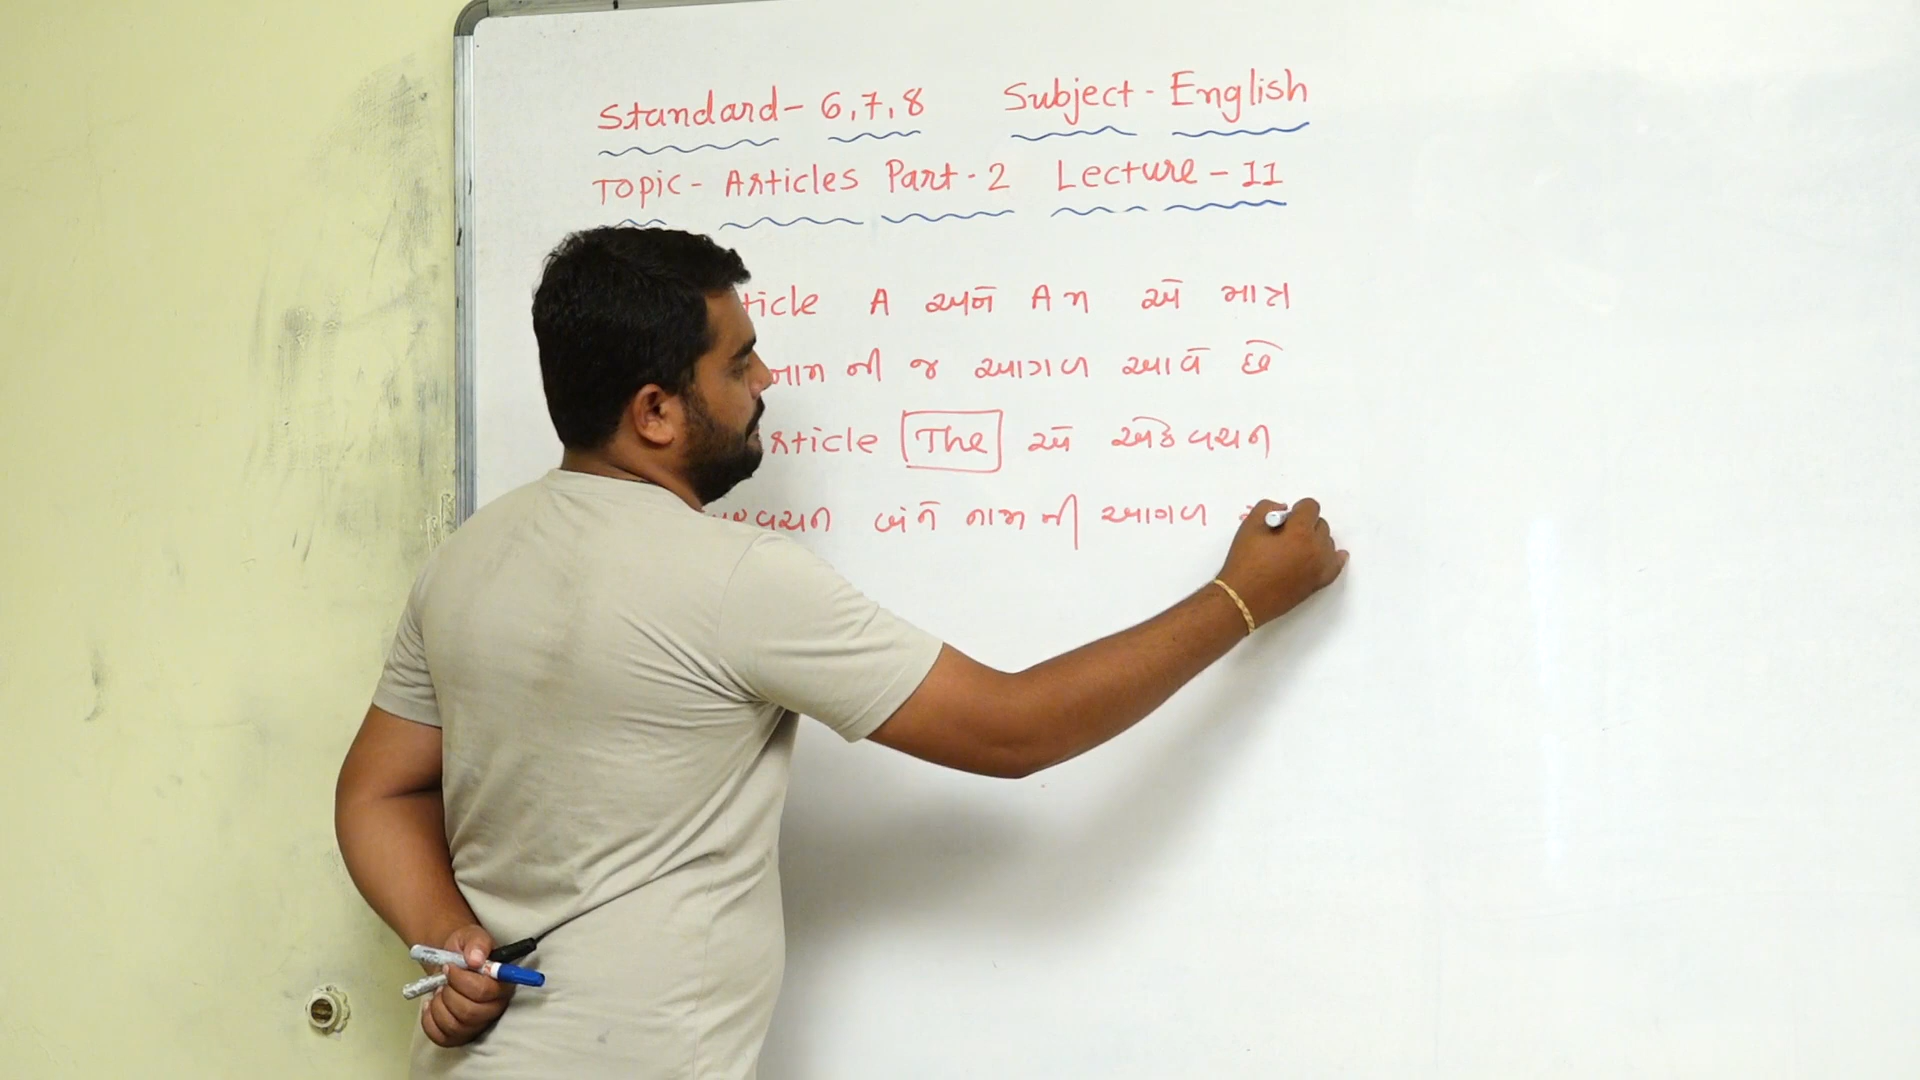 Standard- 6,7,8 Subject - English
Topic - Articles Part-2 Lecture - 11
ticle A અને An એ માત્ર
નામ ની જ આગળ આવે છે
rticle The એ એકવચન
વચન બંને નામ ની આગળ